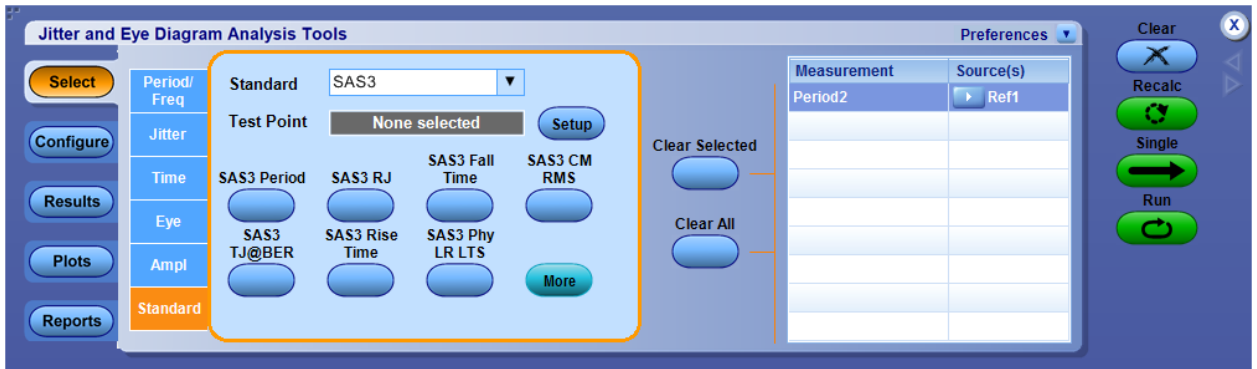 Jitter and Eye Diagram Analysis Tools
Preferences
Select
Configure
Results
Plots
Reports
Period/
Freq
Jitter
Time
Eye
Ampl
Standard
Standard
SAS3
Test Point
None selected
Setup
SAS3 Period
SAS3 RJ
SAS3 Fall
Time
SAS3 CM
RMS
SAS3
TJ@BER
SAS3 Rise
Time
SAS3 Phy
LR LTS
More
Clear Selected
Clear All
Measurement
Source(s)
Period2
Ref1
Clear
X
Recalc
Single
Run